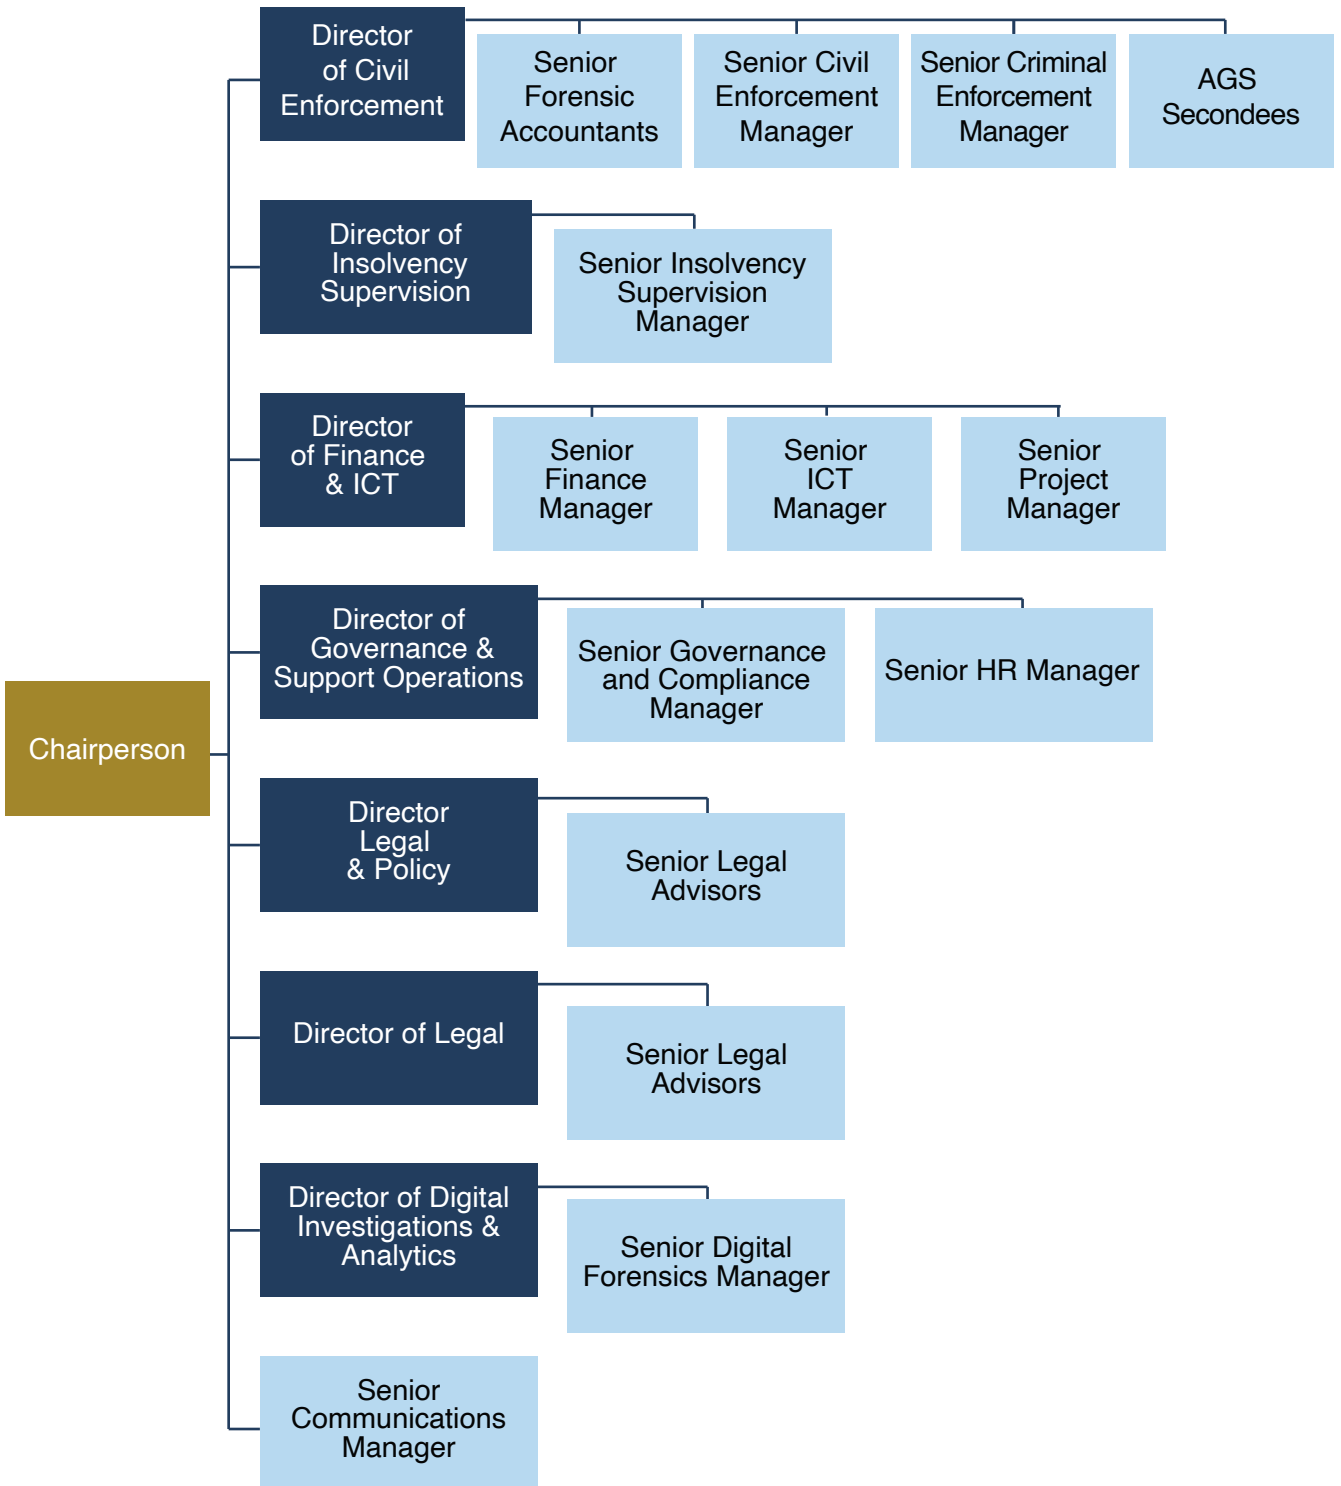 Director
of Civil
Enforcement
Senior
Forensic
Accountants
Senior Civil
Enforcement
Manager
Senior Criminal
Enforcement
Manager
AGS
Secondees
Director of
Insolvency
Supervision
Senior Insolvency
Supervision
Manager
Director
of Finance
& ICT
Senior
Finance
Manager
Senior
ICT
Manager
Senior
Project
Manager
Director of
Governance &
Support Operations
Senior Governance
and Compliance
Manager
Senior HR Manager
Chairperson
Director
Legal
& Policy
Senior Legal
Advisors
Director of Legal
Senior Legal
Advisors
Director of Digital
Investigations &
Analytics
Senior Digital
Forensics Manager
Senior
Communications
Manager